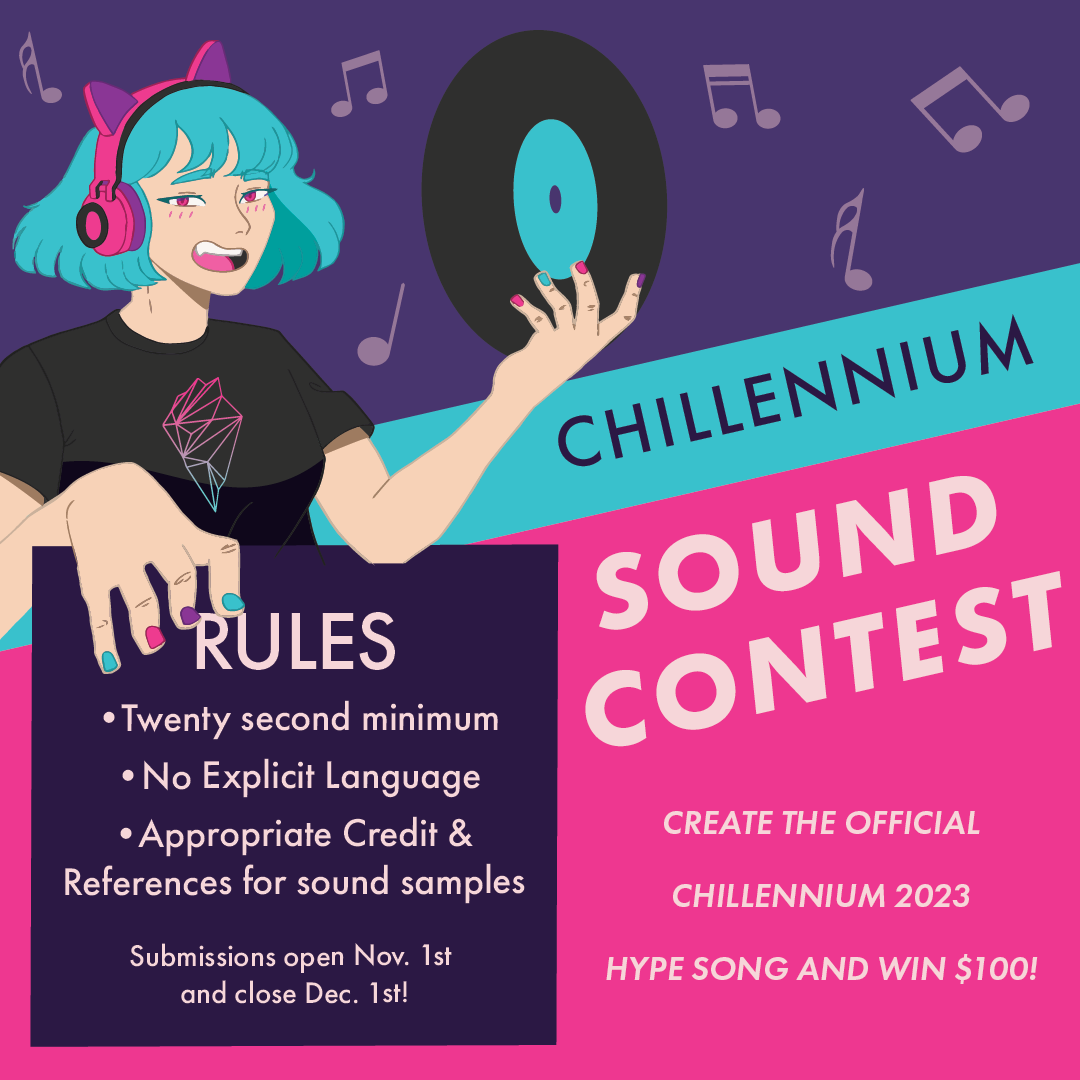 CHILLENNIUM
SOUND
CONTEST
RULES
•Twenty second minimum
•No Explicit Language
•Appropriate Credit &
References for sound samples
Submissions open Nov. 1st
and close Dec. 1st!
CREATE THE OFFICIAL
CHILLENNIUM 2023
HYPE SONG AND WIN $100!